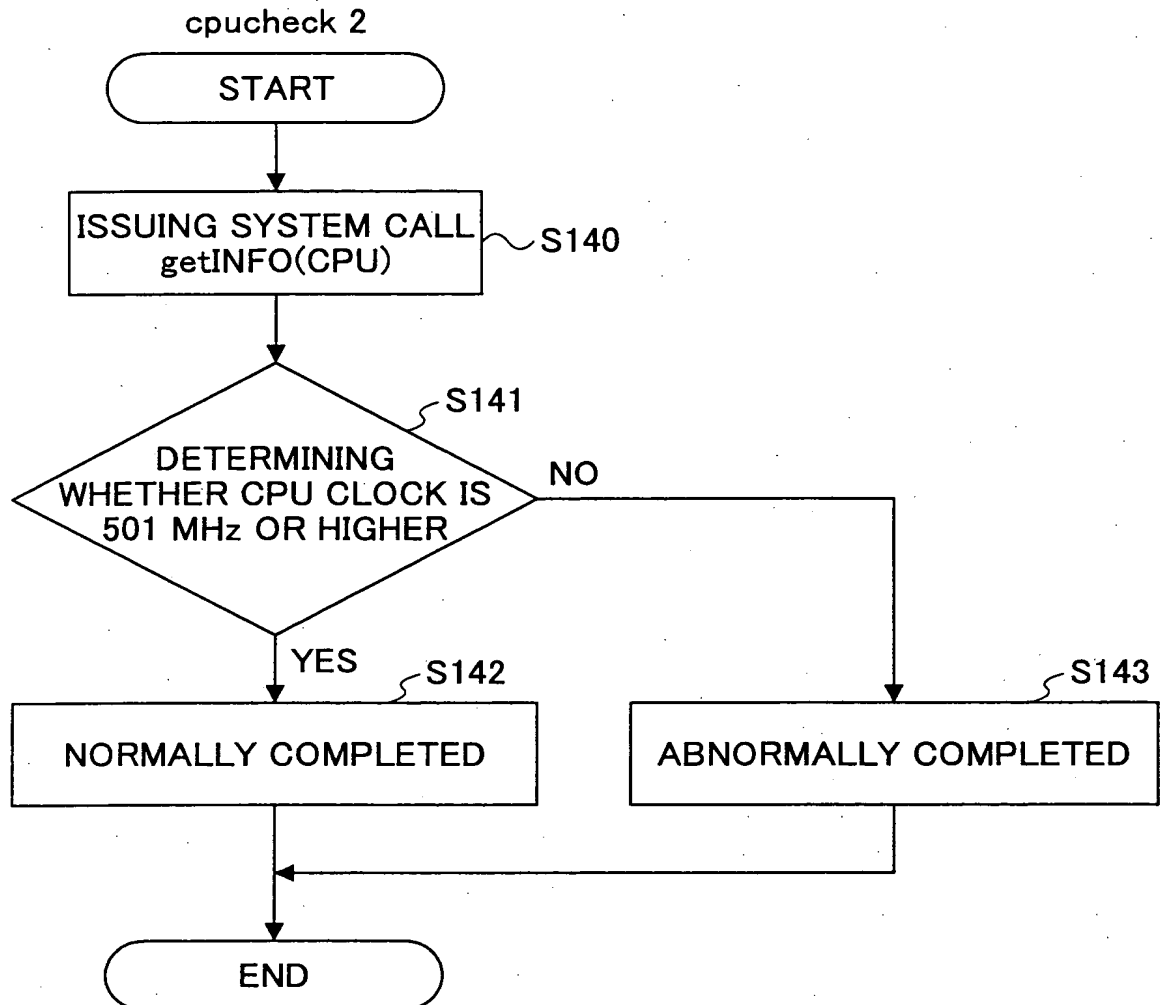 cpucheck 2
START
ISSUING SYSTEM CALL
getINFO(CPU)
S140
S141
DETERMINING
WHETHER CPU CLOCK IS
501 MHz OR HIGHER
NO
YES
S142
S143
NORMALLY COMPLETED
ABNORMALLY COMPLETED
END